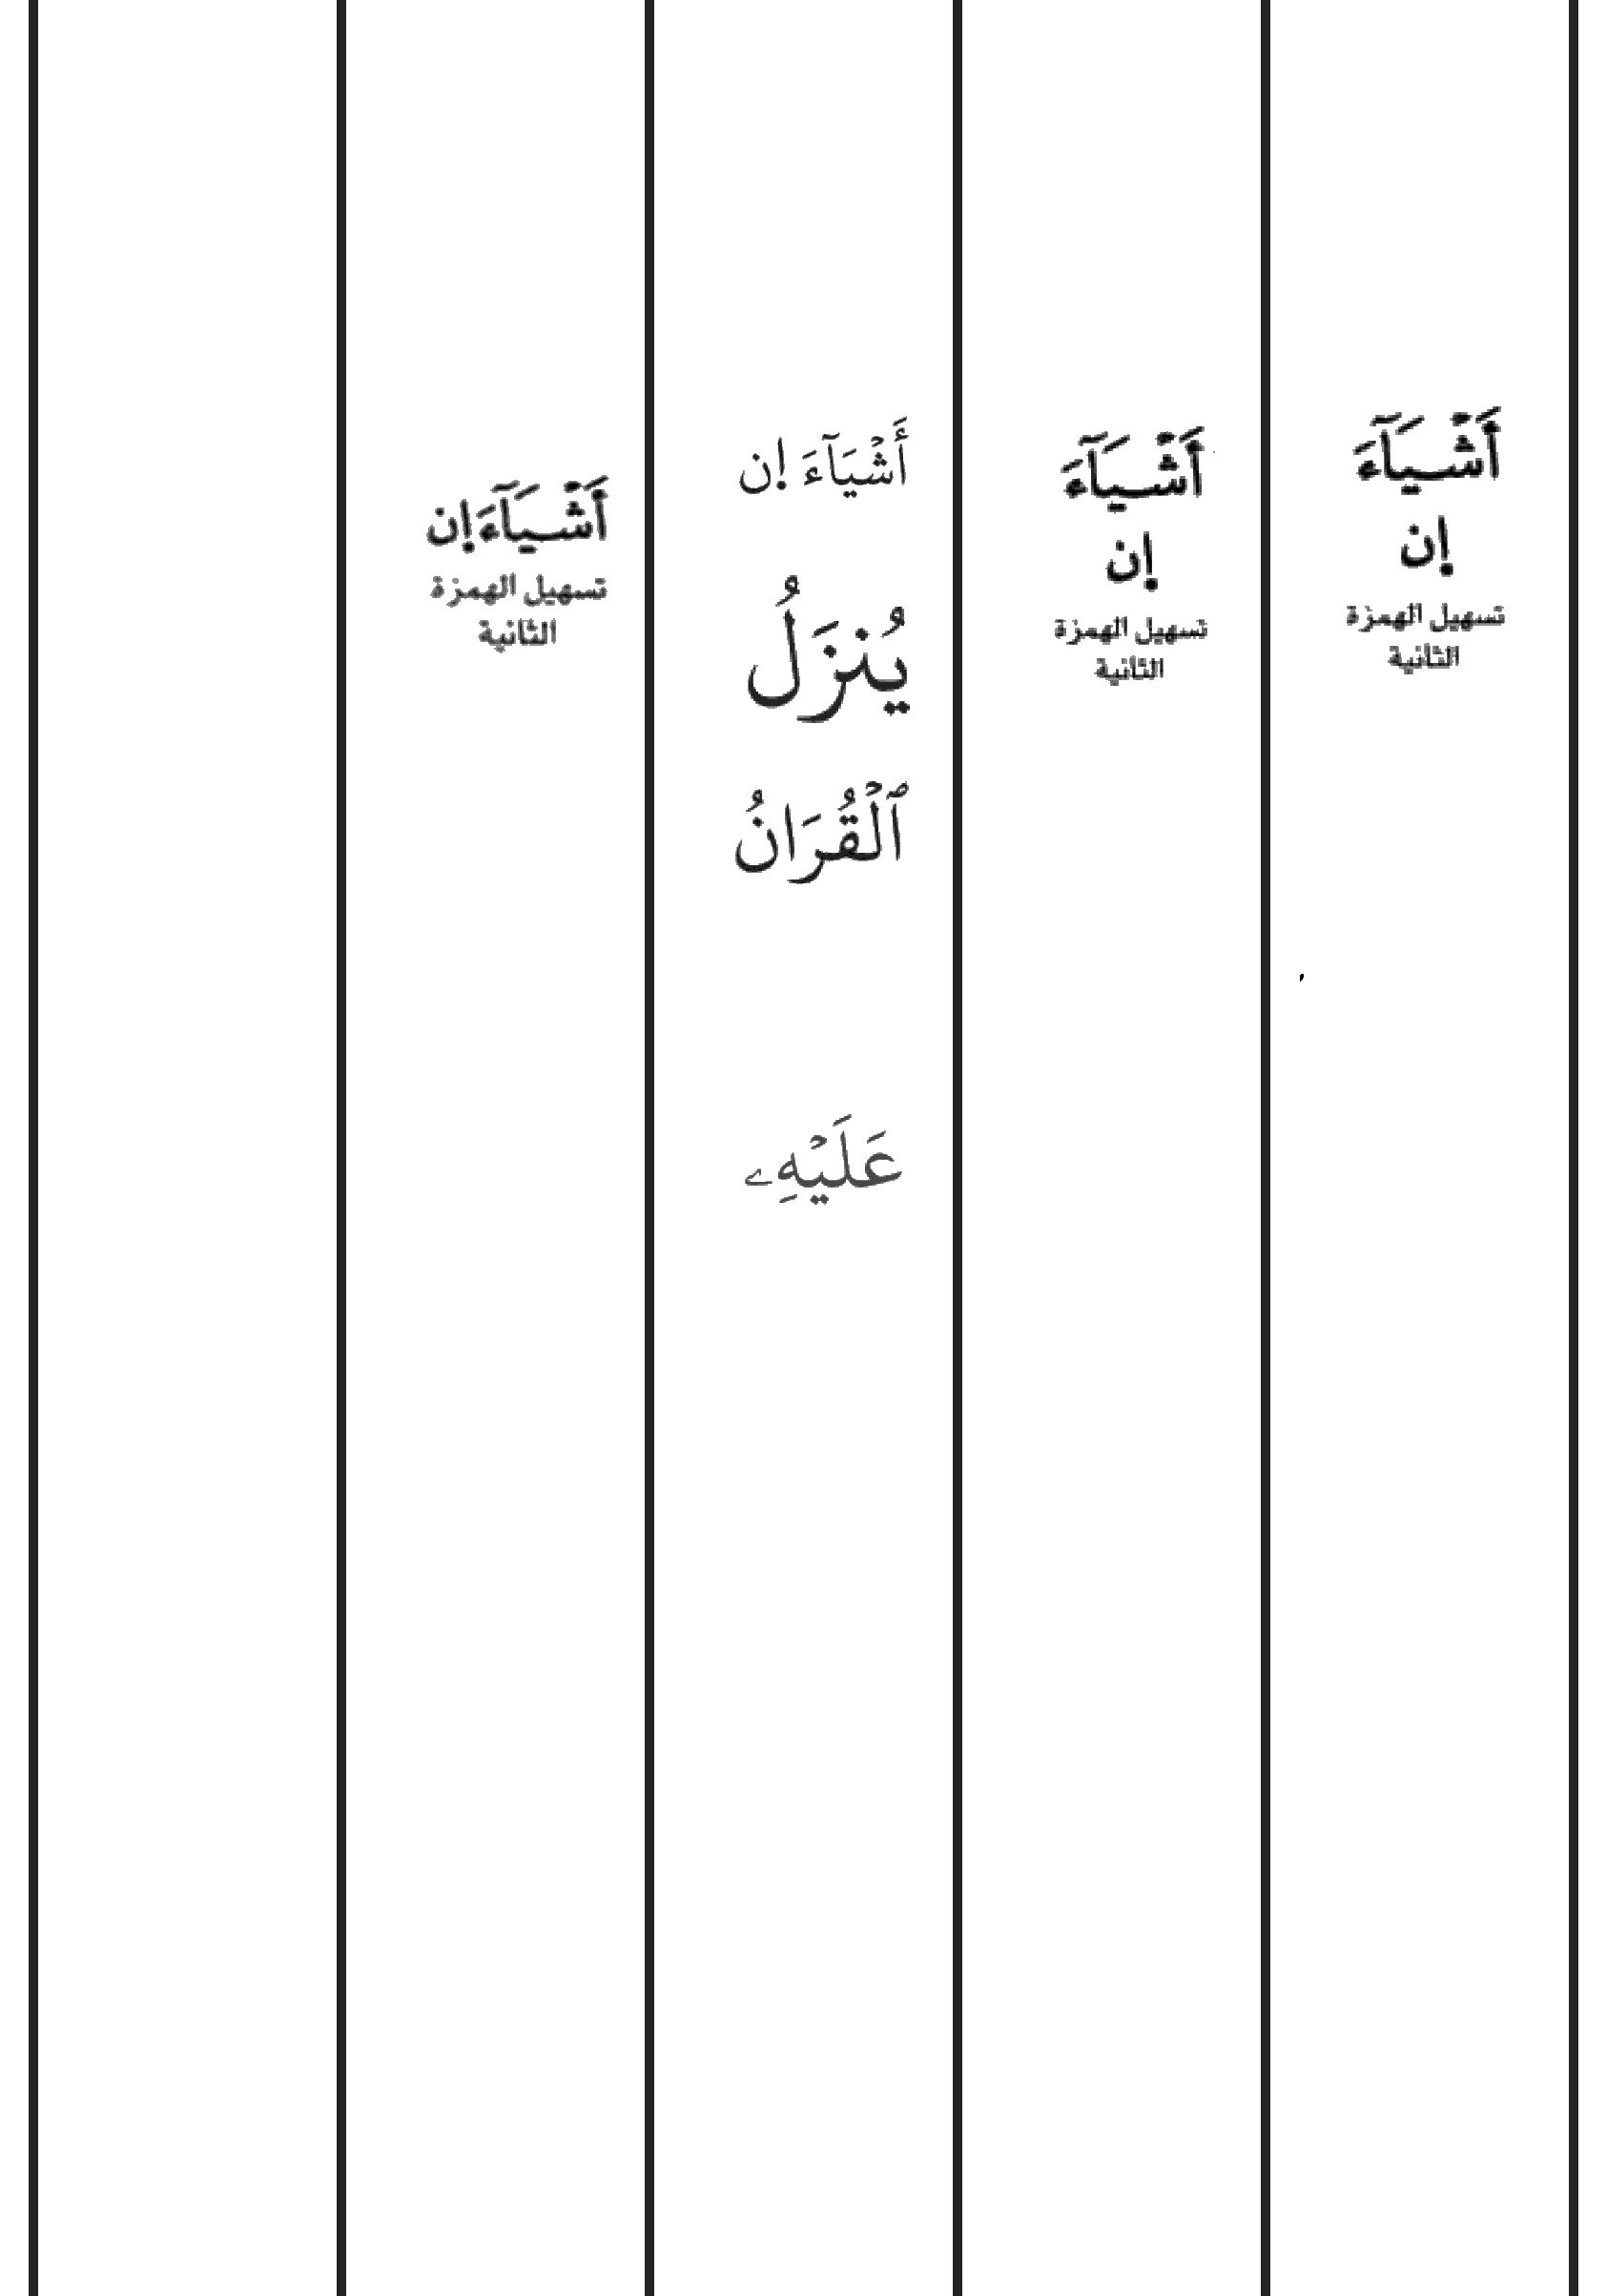 أَشْيَآءَ
إن
تسهيل الهمزة
الثانية
أَشْيَآءَ
إن
تسهيل الهمزة
الثانية
أَشْيَآءَ إن
يُنزَلُ
ٱلْقُرَانُ
عَلَيْهِۦ
أَشْيَآءَ إن
تسهيل الهمزة
الثانية